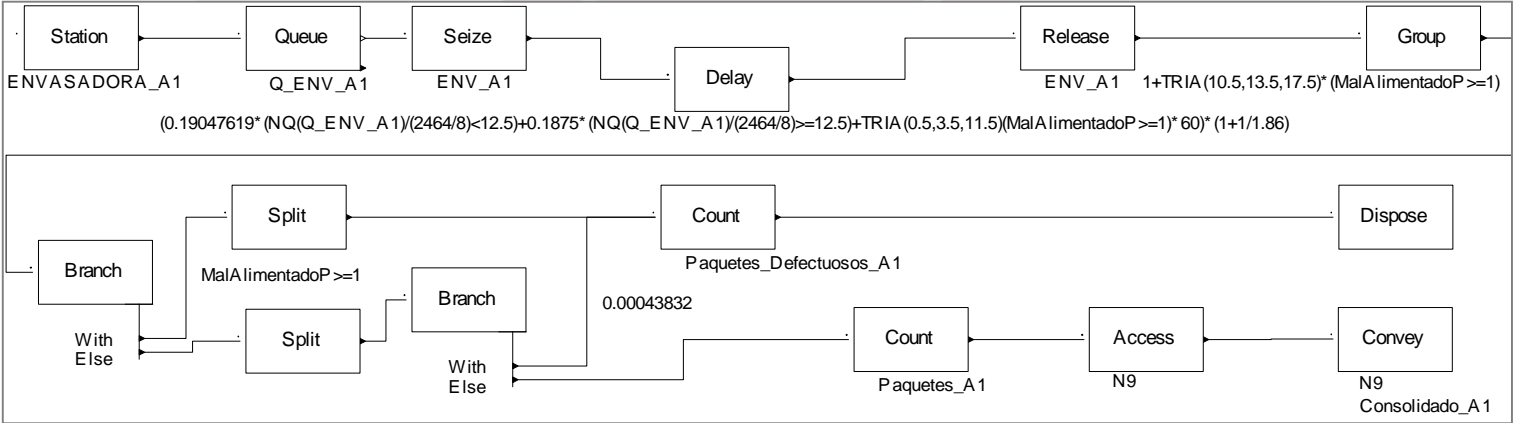 Station
Queue
Seize
Delay
Release
Group
ENVASADORA_A1
Q_ENV_A1
ENV_A1
ENV_A1
1+TRIA(10.5,13.5,17.5)*(MalAlimentadoP>=1)
(0.19047619*(NQ(Q_ENV_A1)/(2464/8)<12.5)+0.1875*(NQ(Q_ENV_A1)/(2464/8)>=12.5)+TRIA(0.5,3.5,11.5)(MalAlimentadoP>=1)*60)*(1+1/1.86)
Split
Count
Dispose
Branch
MalAlimentadoP>=1
Paquetes_Defectuosos_A1
Branch
0.00043832
With
Else
Split
With
Else
Count
Access
Convey
Paquetes_A1
N9
N9
Consolidado_A1